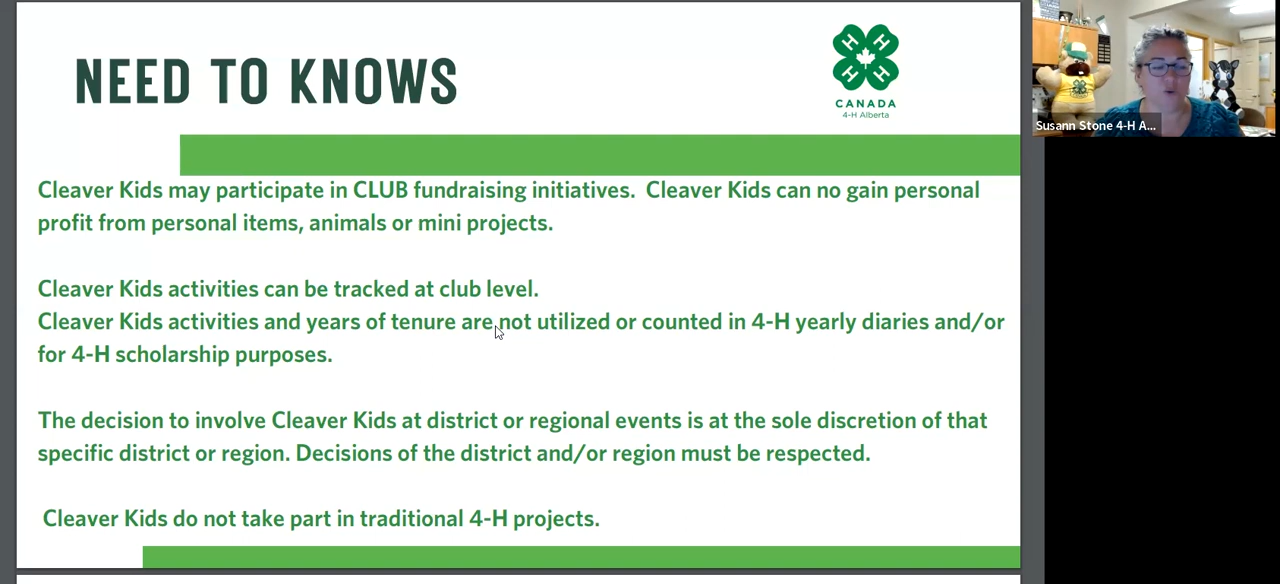 NEED TO KNOWS
H H
H H
CANADA
4-H Alberta
Cleaver Kids may participate in CLUB fundraising initiatives.  Cleaver Kids can no gain personal
profit from personal items, animals or mini projects.
Cleaver Kids activities can be tracked at club level.
Cleaver Kids activities and years of tenure are not utilized or counted in 4-H yearly diaries and/or
for 4-H scholarship purposes.
The decision to involve Cleaver Kids at district or regional events is at the sole discretion of that
specific district or region. Decisions of the district and/or region must be respected.
Cleaver Kids do not take part in traditional 4-H projects.
Susann Stone 4-H A...